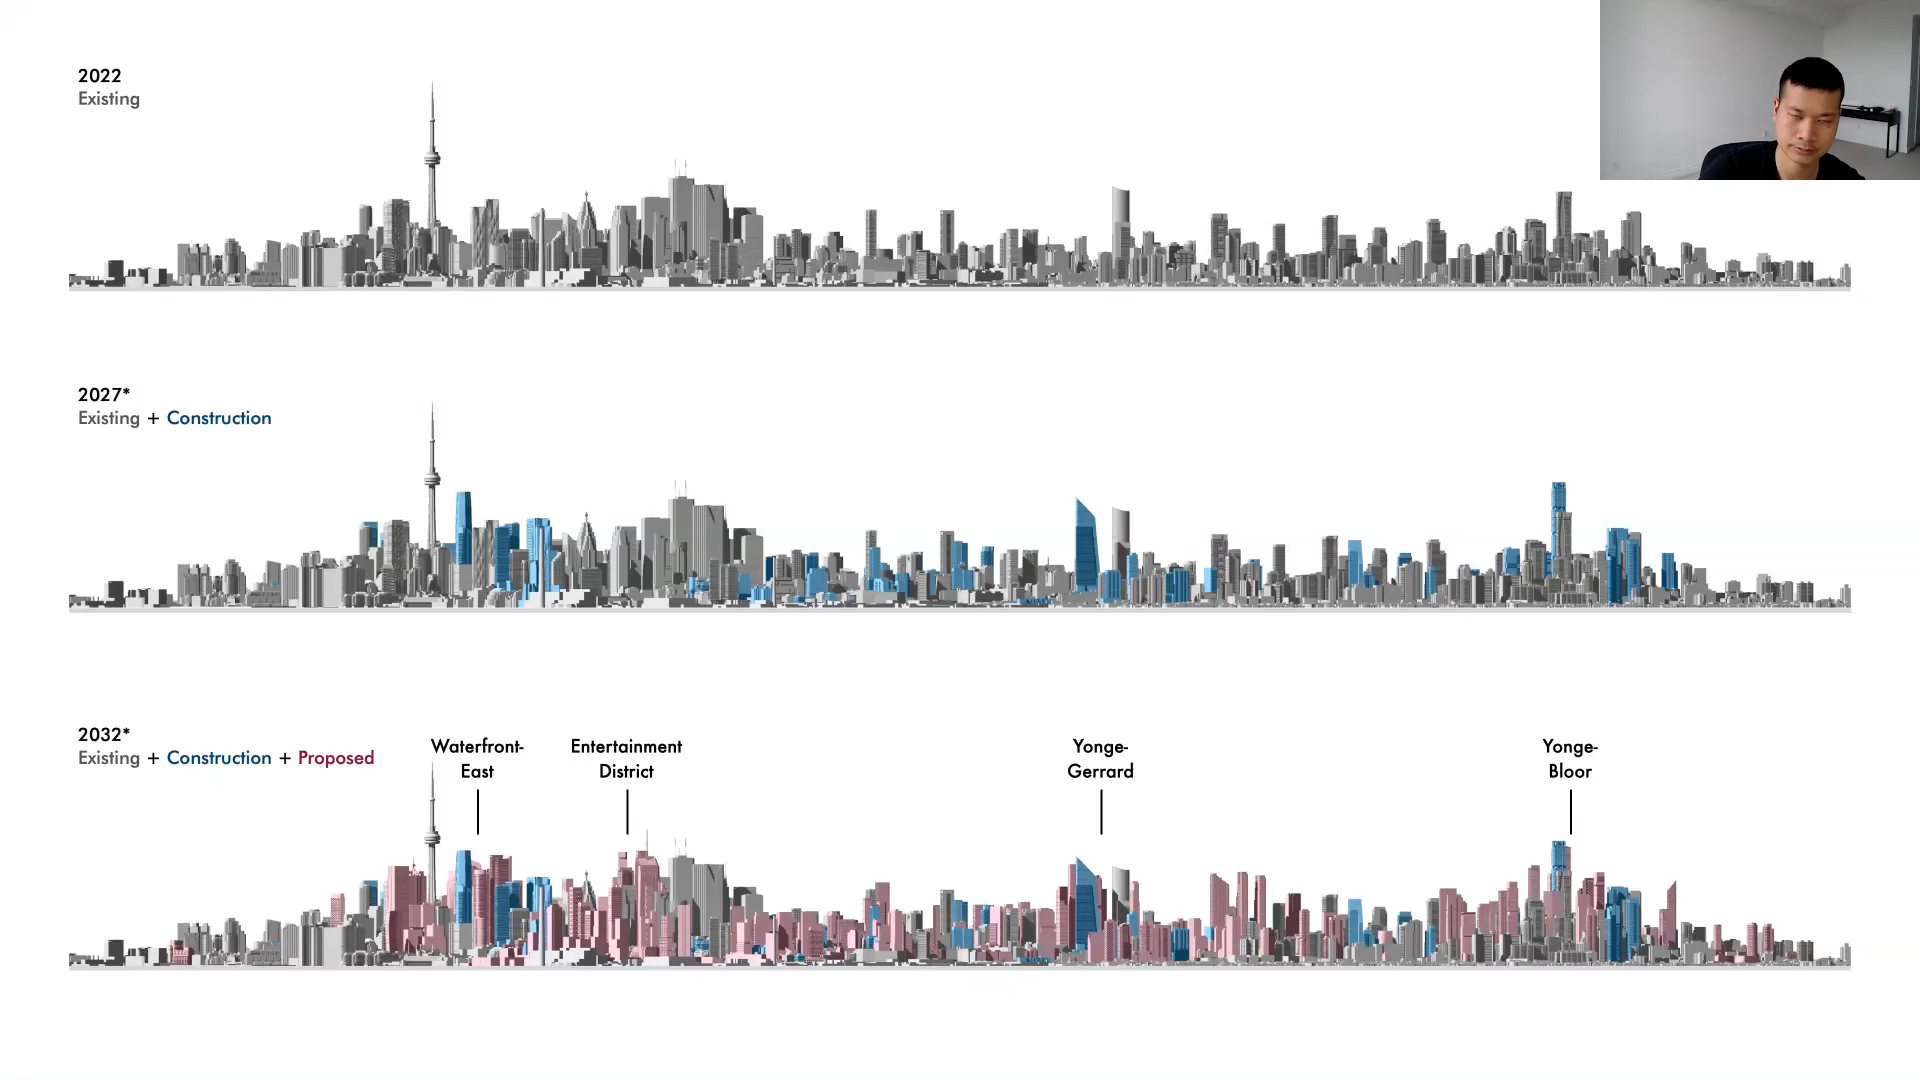 2022
Existing
2027*
Existing + Construction
2032*
Existing + Construction + Proposed
Waterfront-
East
Entertainment
District
Yonge-
Gerrard
Yonge-
Bloor